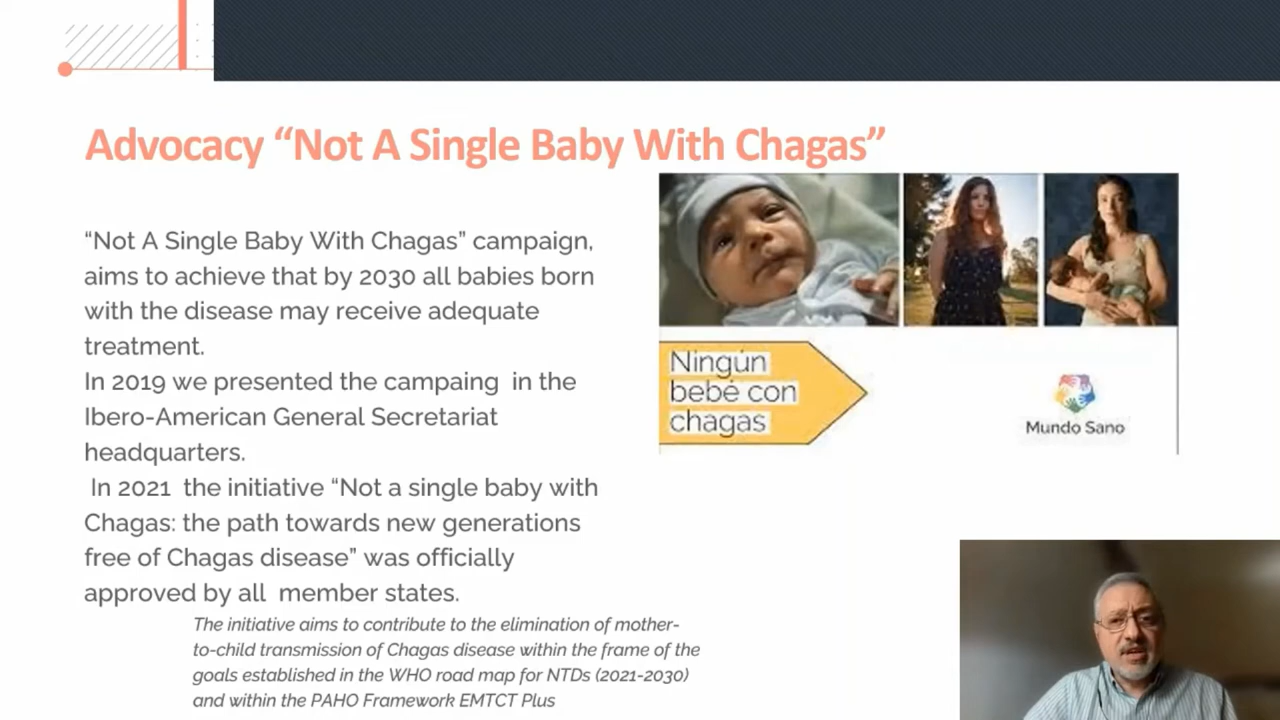 Advocacy “Not A Single Baby With Chagas”
“Not A Single Baby With Chagas” campaign,
aims to achieve that by 2030 all babies born
with the disease may receive adequate
treatment.
In 2019 we presented the campaing in the
Ibero-American General Secretariat
headquarters.
In 2021 the initiative “Not a single baby with
Chagas: the path towards new generations
free of Chagas disease” was officially
approved by all member states.
The initiative aims to contribute to the elimination of mother-
to-child transmission of Chagas disease within the frame of the
goals established in the WHO road map for NTDs (2021-2030)
and within the PAHO Framework EMTCT Plus
Ningún
bebé con
chagas
Mundo Sano